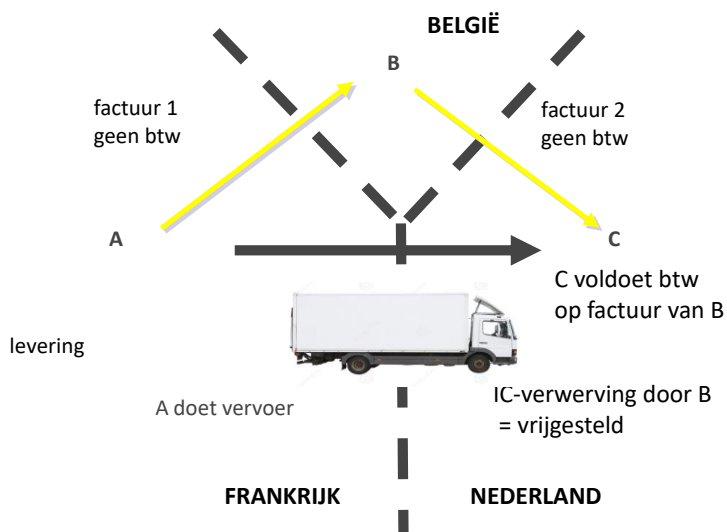 BELGIË
B
factuur 1
geen btw
factuur 2
geen btw
A
C
C voldoet btw
op factuur van B
levering
A doet vervoer
IC-verwerving door B
= vrijgesteld
FRANKRIJK
NEDERLAND